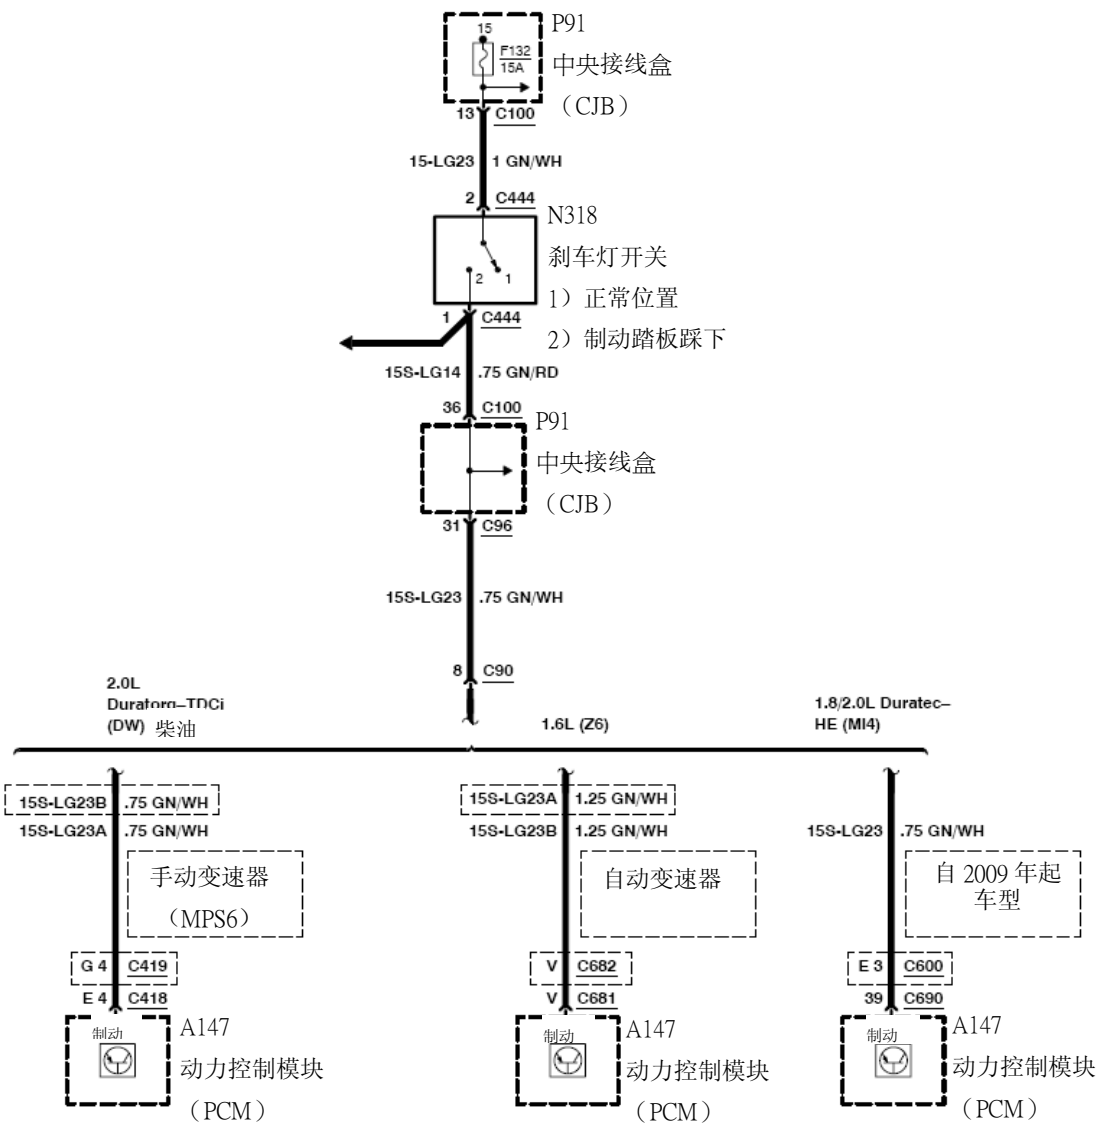 P91
15
F132
15A
中央接线盒
（CJB）
13 C100
15-LG23 1 GN/WH
2 C444
N318
刹车灯开关
2 1
1）正常位置
1 C444
2）制动踏板踩下
15S-LG14 .75 GN/RD
36 C100
P91
中央接线盒
（CJB）
31 C96
15S-LG23 .75 GN/WH
8 C90
2.0L
Duratorq–TDCi
(DW) 柴油
1.6L (Z6)
1.8/2.0L Duratec–
HE (MI4)
15S-LG23B .75 GN/WH
15S-LG23A .75 GN/WH
手动变速器
（MPS6）
G 4 C419
E 4 C418
制动
A147
动力控制模块
（PCM）
15S-LG23A 1.25 GN/WH
15S-LG23B 1.25 GN/WH
自动变速器
V C682
V C681
制动
A147
动力控制模块
（PCM）
15S-LG23 .75 GN/WH
自 2009 年起
车型
E 3 C600
39 C690
制动
A147
动力控制模块
（PCM）